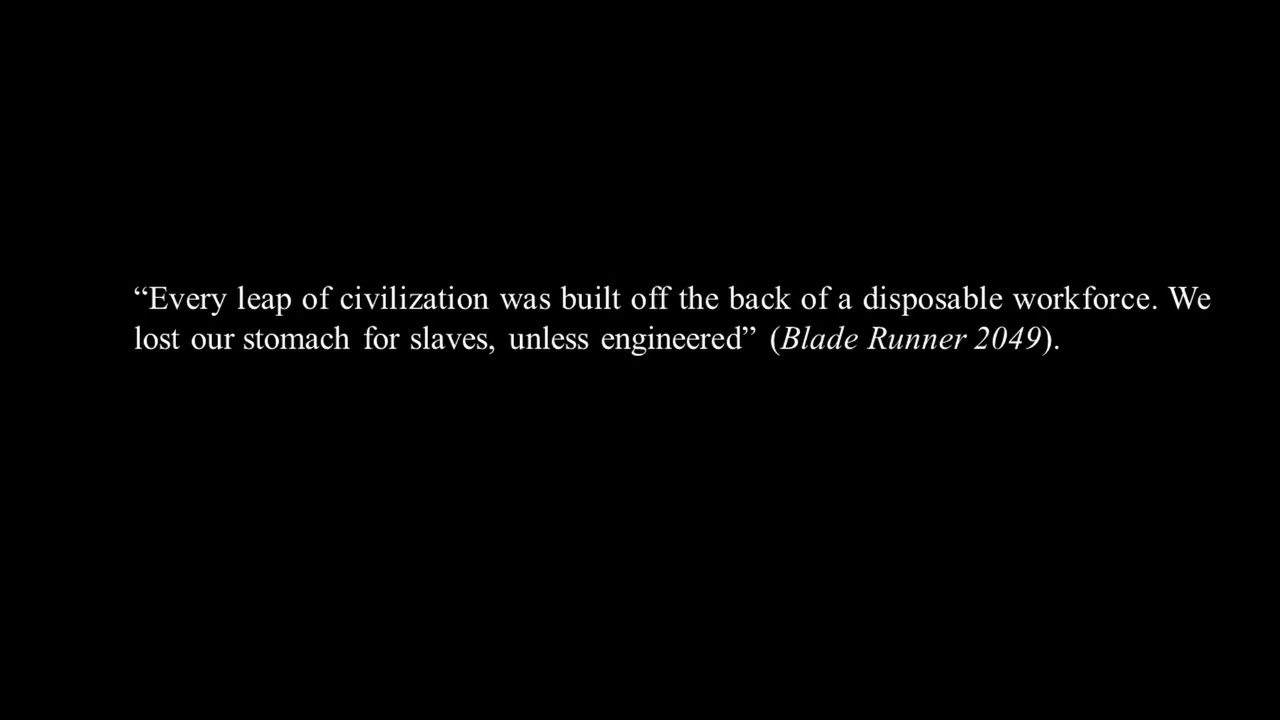 “Every leap of civilization was built off the back of a disposable workforce. We
lost our stomach for slaves, unless engineered” (Blade Runner 2049).